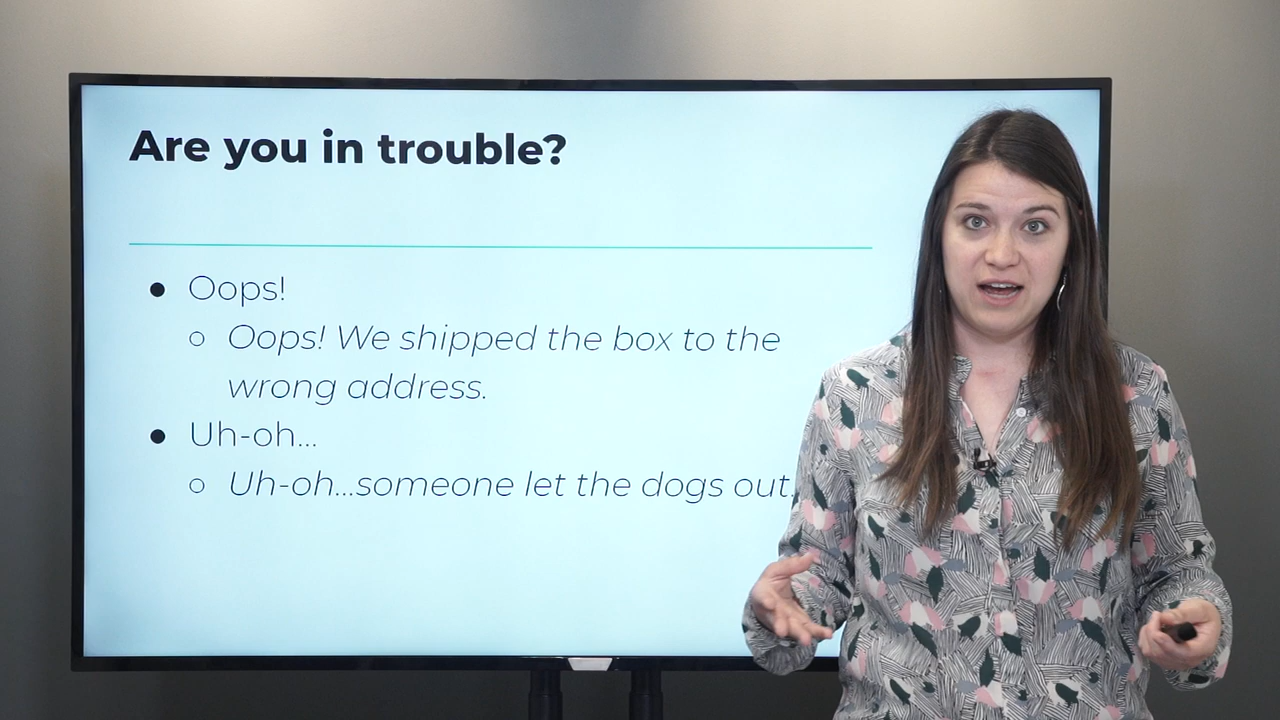 Are you in trouble?
● Oops!
○ Oops! We shipped the box to the
wrong address.
● Uh-oh...
○ Uh-oh...someone let the dogs out.